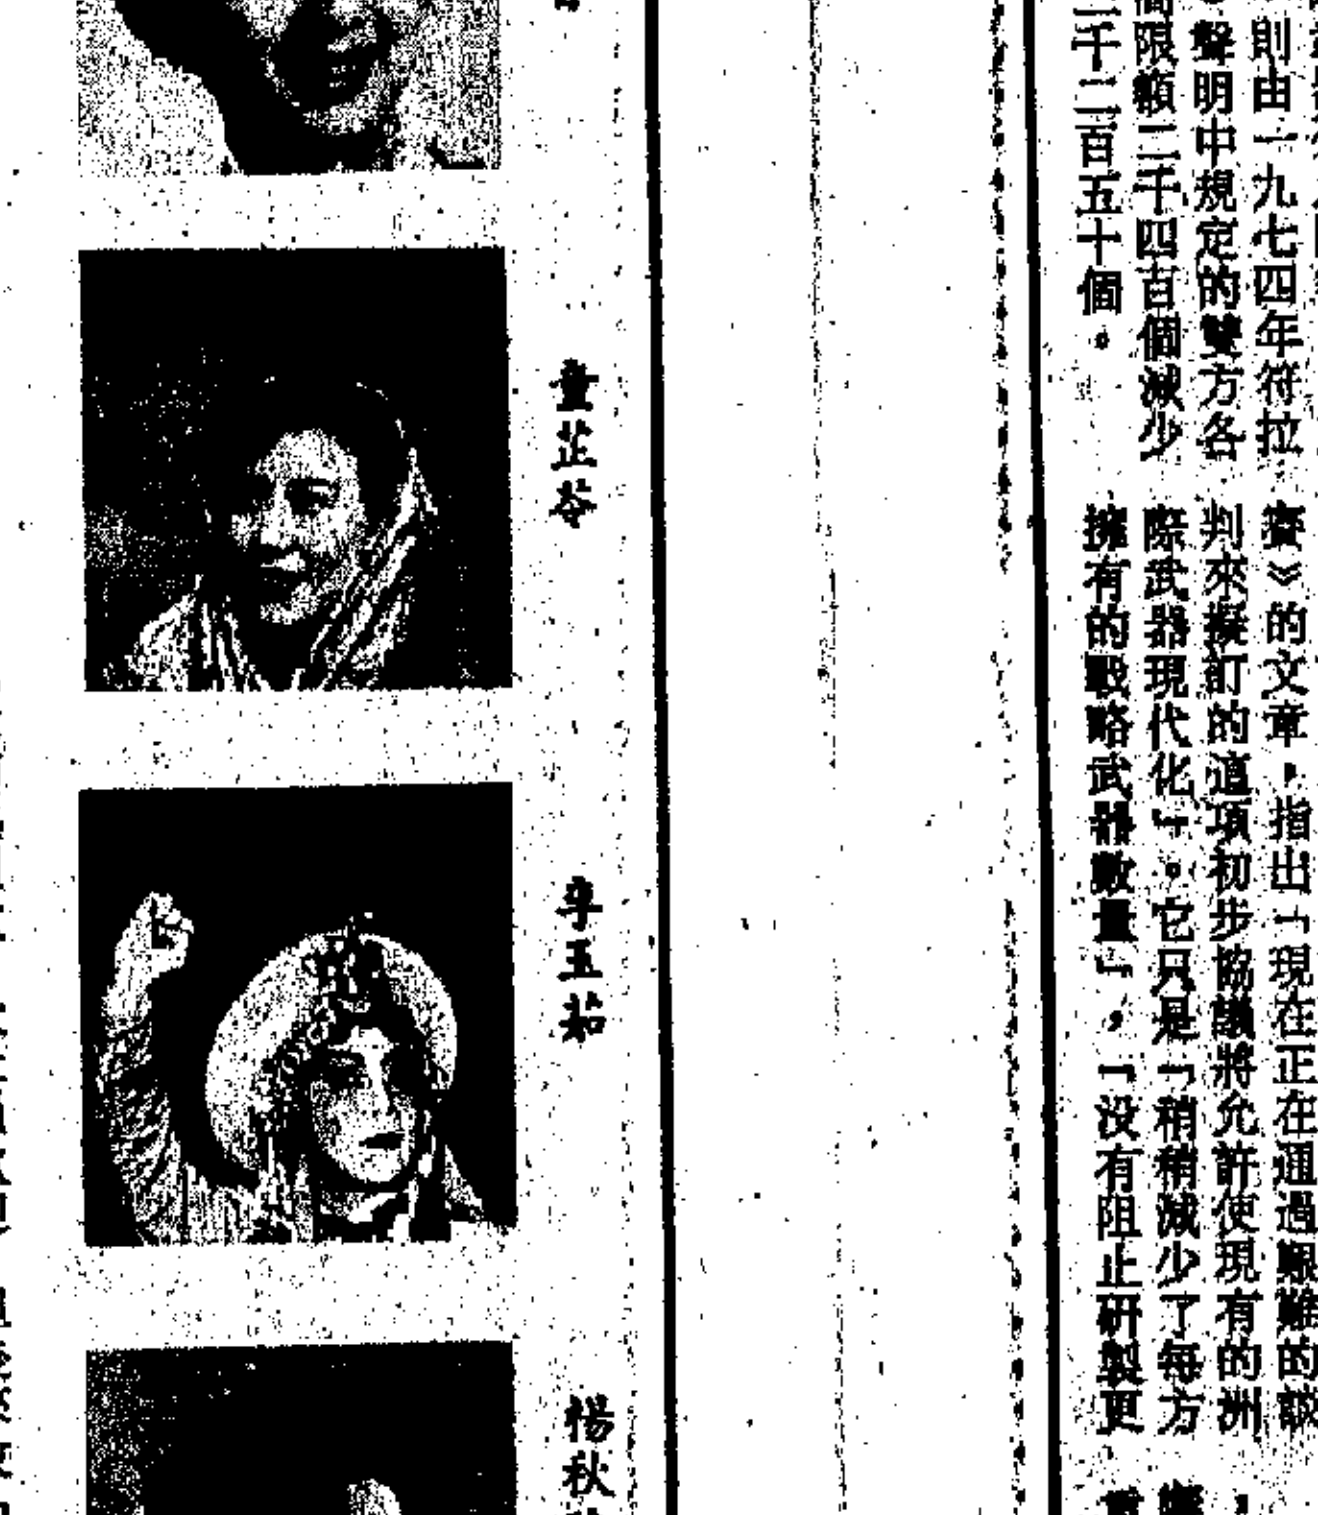 則由一九七四年符拉
聲明中規定的雙方各
限額二千四百個減少
二千二百五十個。
賽》的文章,指出「現在正在通過艱難的談
判來擬訂的這項初步協議將允許使現有的洲
際武器現代化」。它只是「稍稍減少了每方
擁有的戰略武器數量」,「沒有阻止研製更
童芷苓
李玉茹
楊秋